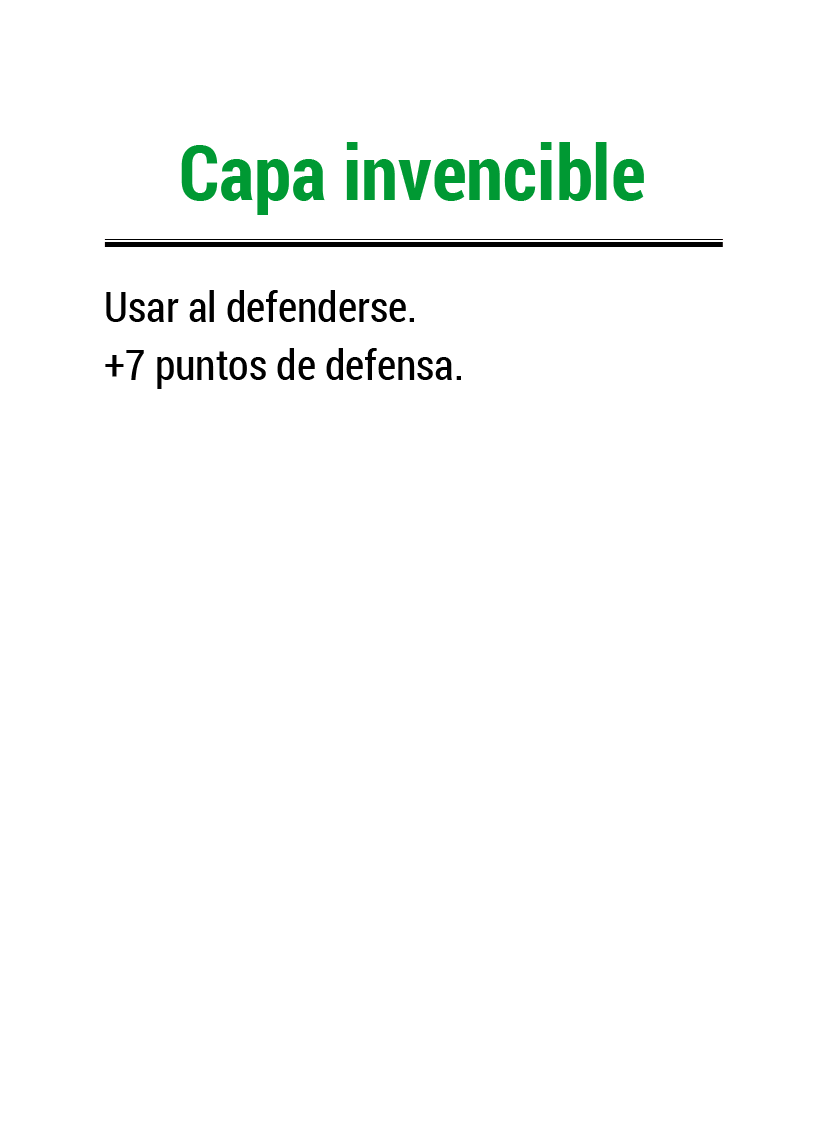 Capa invencible
Usar al defenderse.
+7 puntos de defensa.